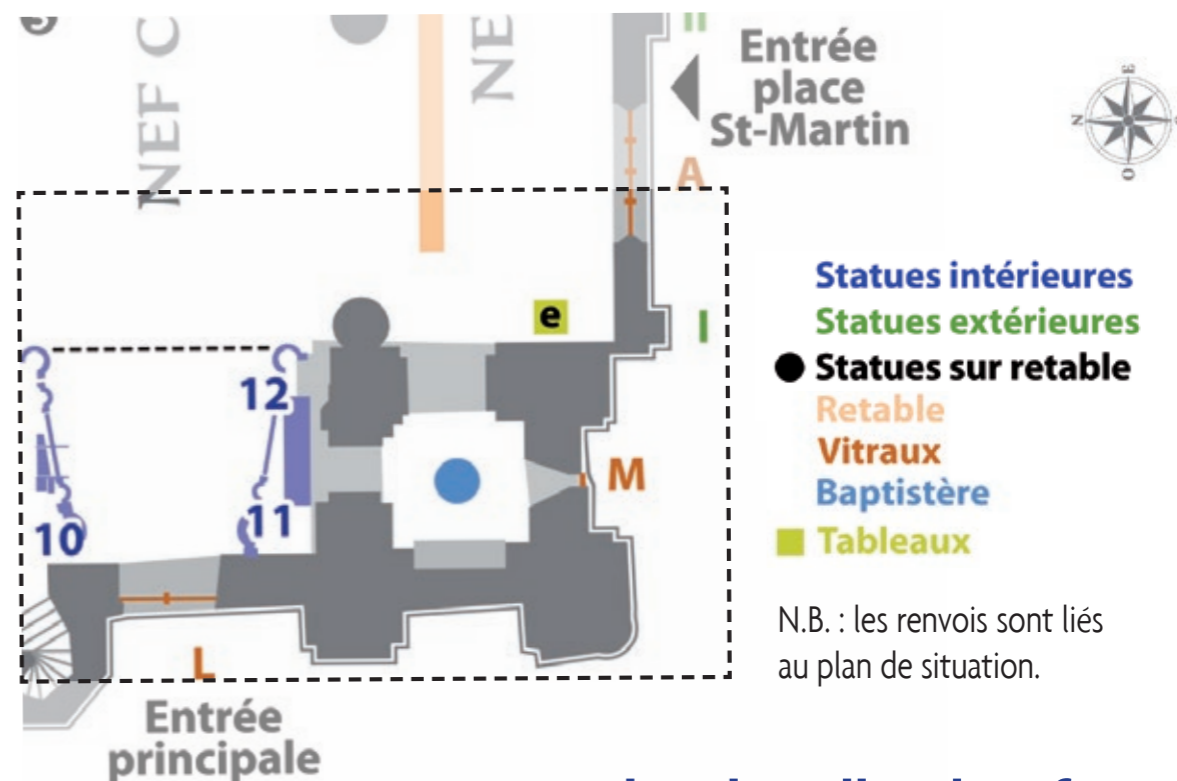 NEF C
NE
II
Entrée
place
St-Martin
A
E
N
O
e
I
12
M
10
11
L
Entrée
principale
Statues intérieures
Statues extérieures
Statues sur retable
Retable
Vitraux
Baptistère
Tableaux
N.B. : les renvois sont liés
au plan de situation.